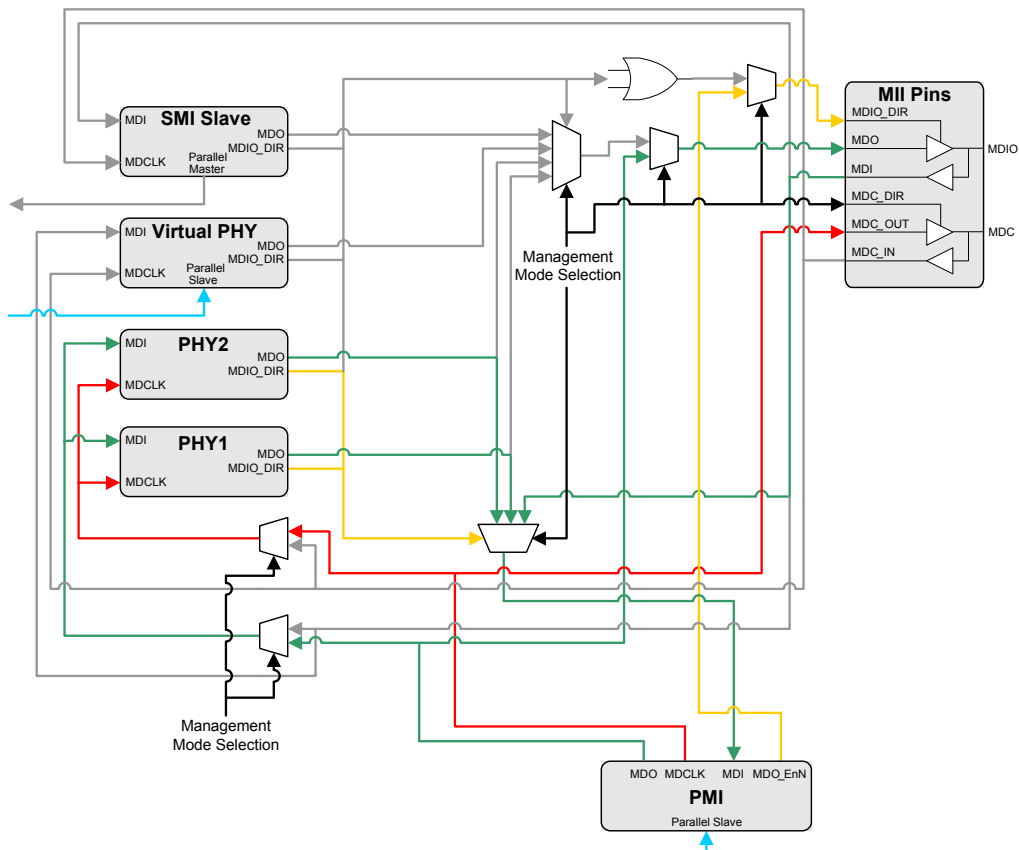 MII Pins
MDIO_DIR
MDO
MDI
MDC_DIR
MDC_OUT
MDC_IN
MDIO
MDC
SMI Slave
MDI
MDCLK
MDO
MDIO_DIR
Parallel
Master
Virtual PHY
MDI
MDCLK
MDO
MDIO_DIR
Parallel
Slave
Management
Mode Selection
PHY2
MDI
MDCLK
MDO
MDIO_DIR
PHY1
MDI
MDCLK
MDO
MDIO_DIR
Management
Mode Selection
MDO MDCLK MDI MDO_EnN
PMI
Parallel Slave